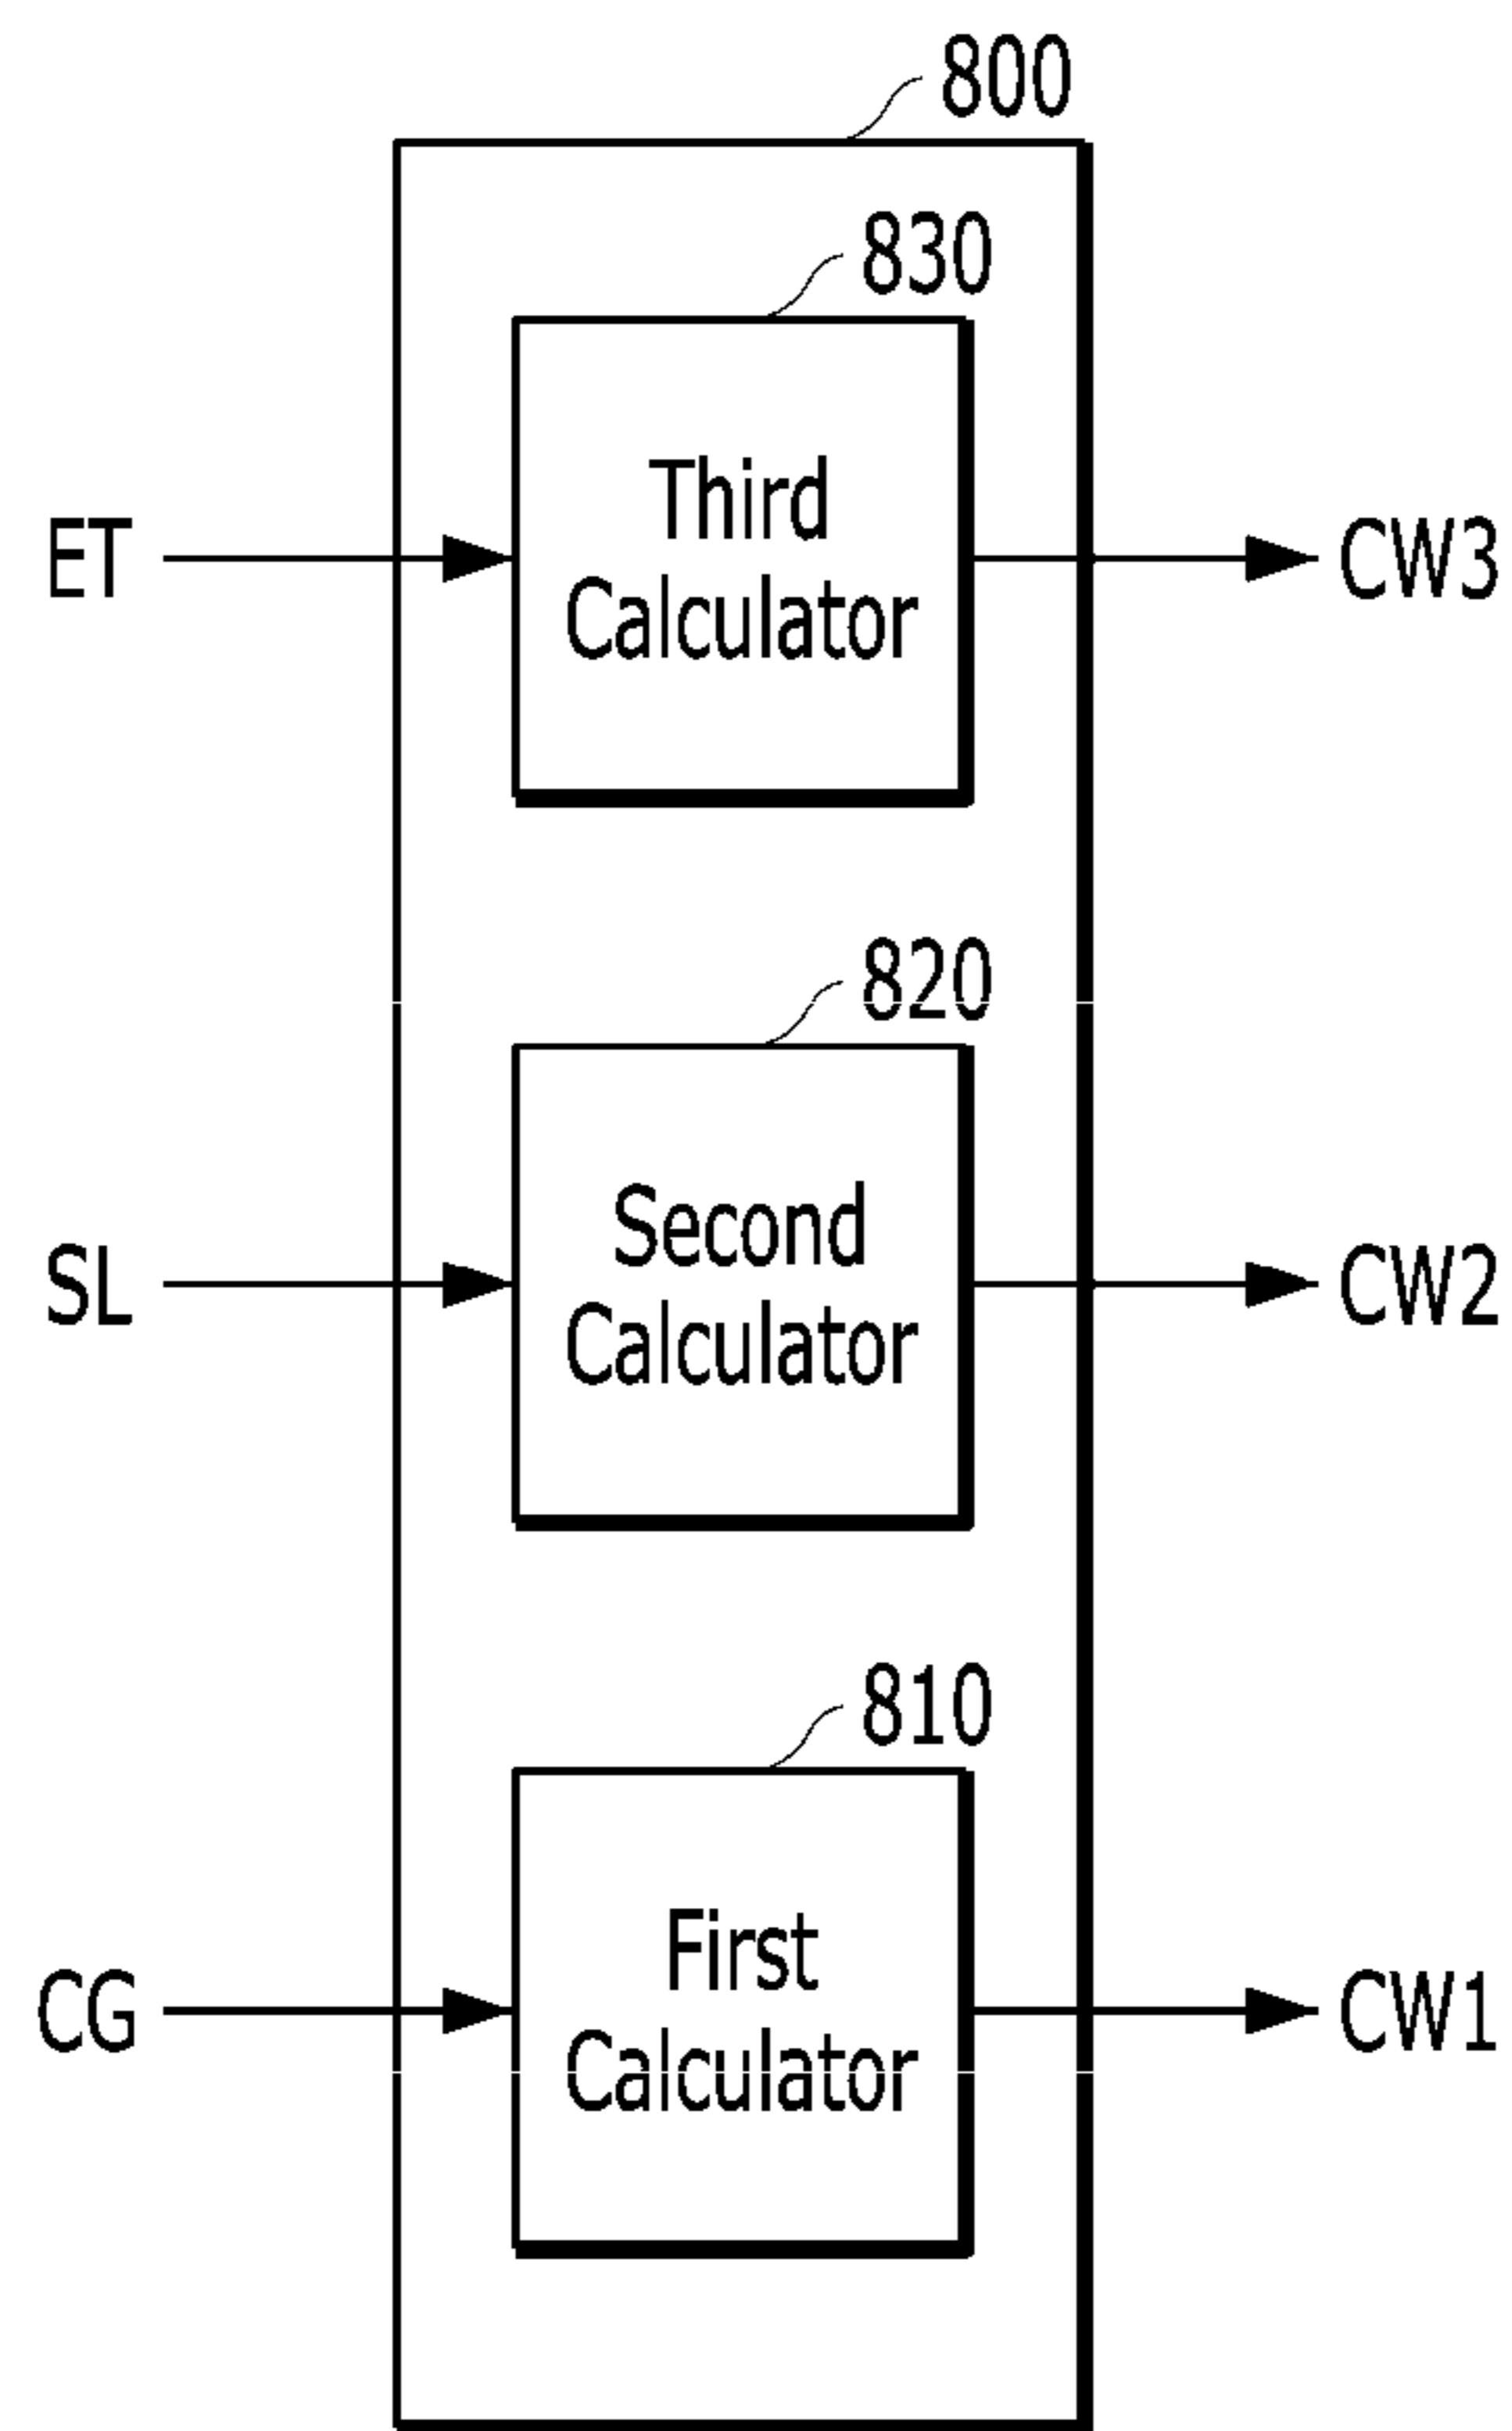 800
830
Third
Calculator
ET
CW3
820
Second
Calculator
SL
CW2
810
First
Calculator
CG
CW1